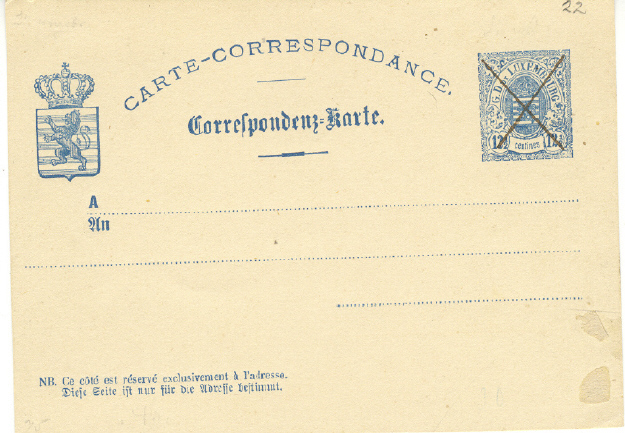 22
CARTE-CORRESPONDANCE.
Correſpondenz-Karte.
G. D. DE LUXEMBOURG
12½ centimes 12½
A
An
NB. Ce côté est réservé exclusivement à l'adresse.
Dieſe Seite iſt nur für die Adreſſe beſtimmt.